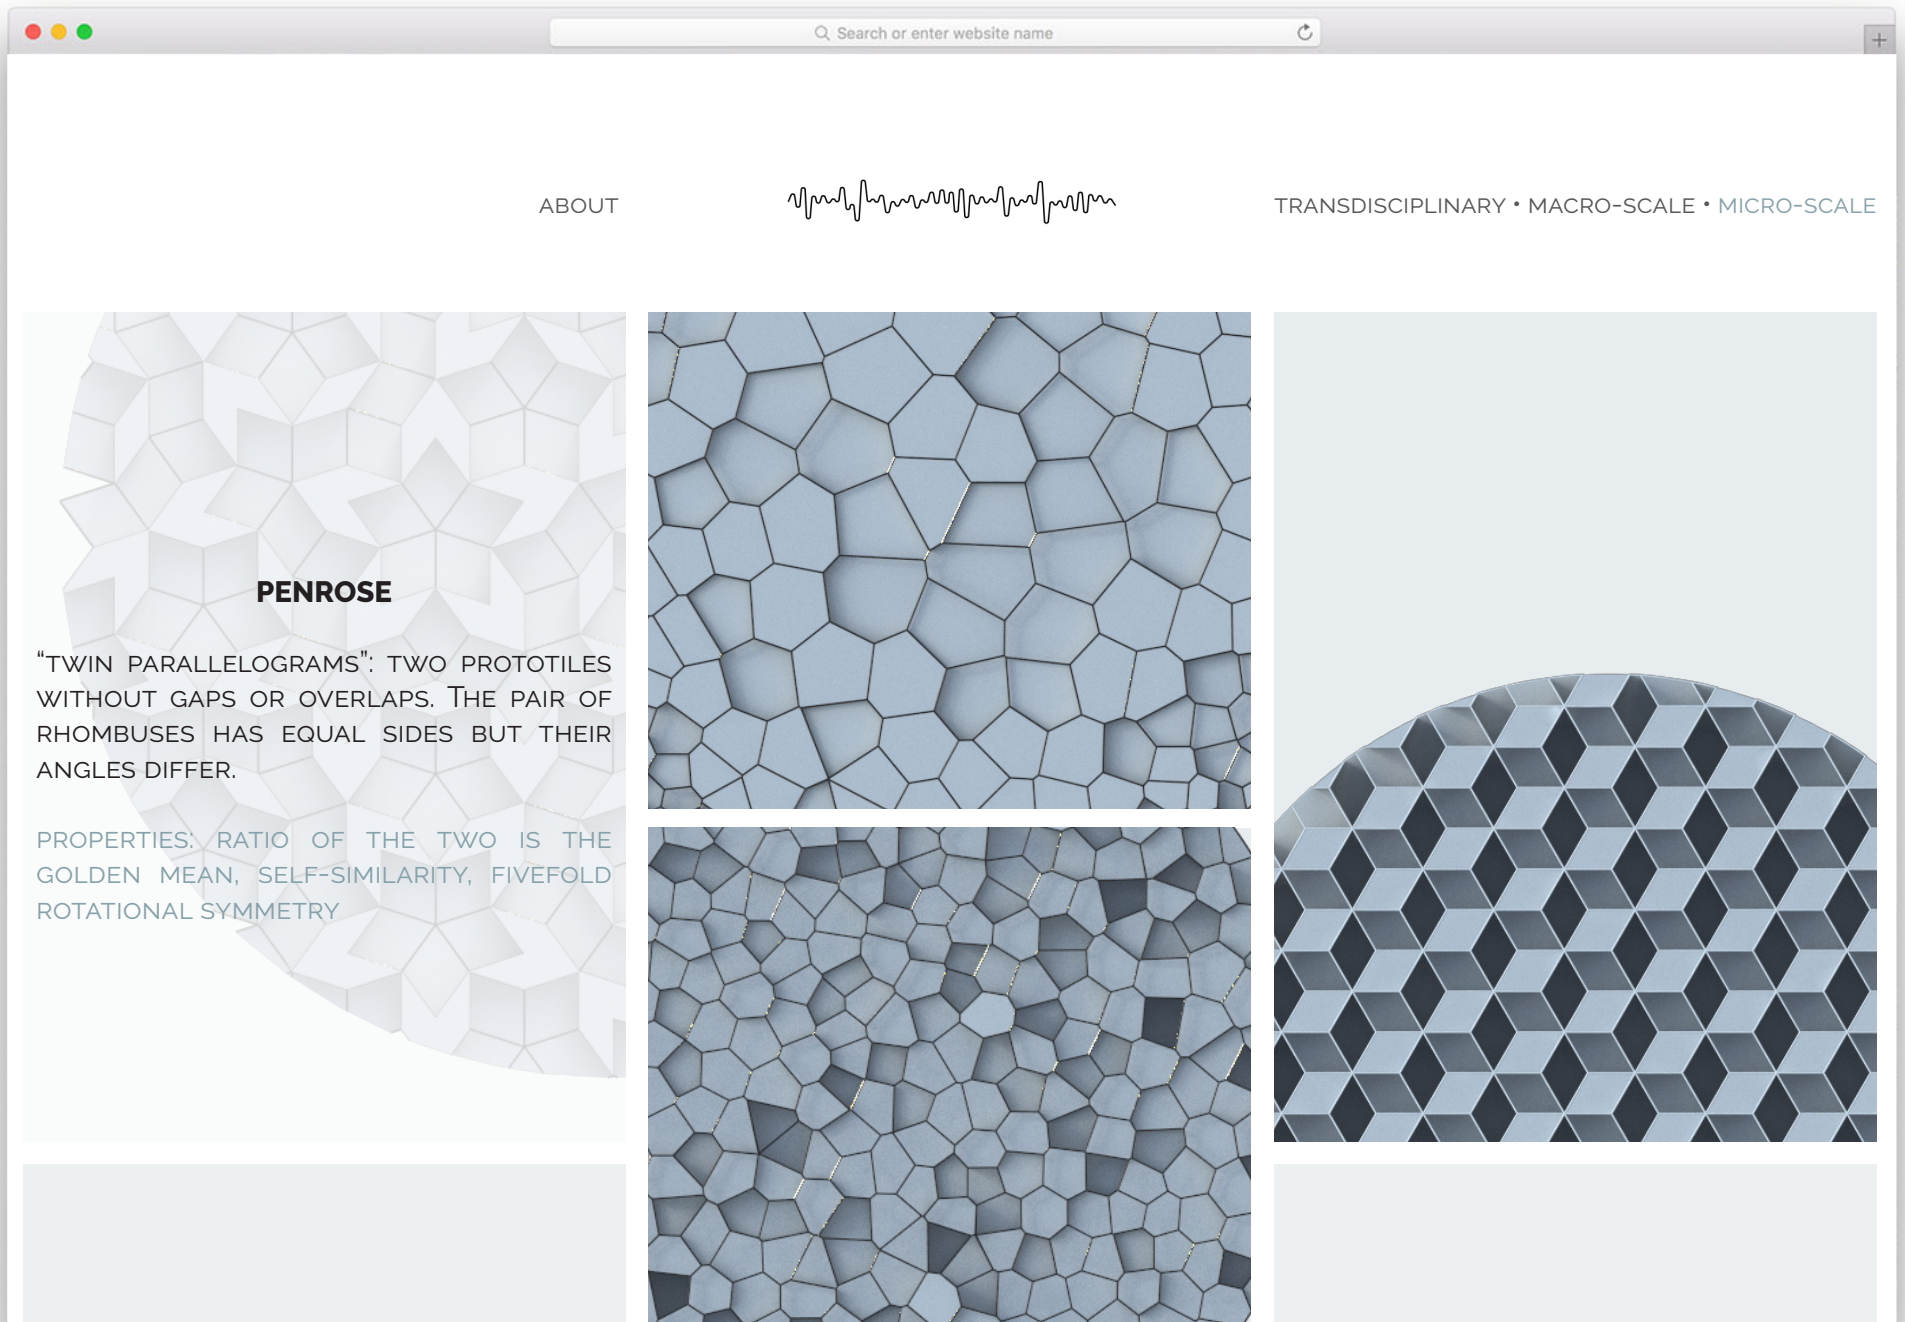 Search or enter website name
ABOUT
TRANSDISCIPLINARY • MACRO-SCALE • MICRO-SCALE
PENROSE
“TWIN PARALLELOGRAMS”: TWO PROTOTILES
WITHOUT GAPS OR OVERLAPS. THE PAIR OF
RHOMBUSES HAS EQUAL SIDES BUT THEIR
ANGLES DIFFER.
PROPERTIES: RATIO OF THE TWO IS THE
GOLDEN MEAN, SELF-SIMILARITY, FIVEFOLD
ROTATIONAL SYMMETRY